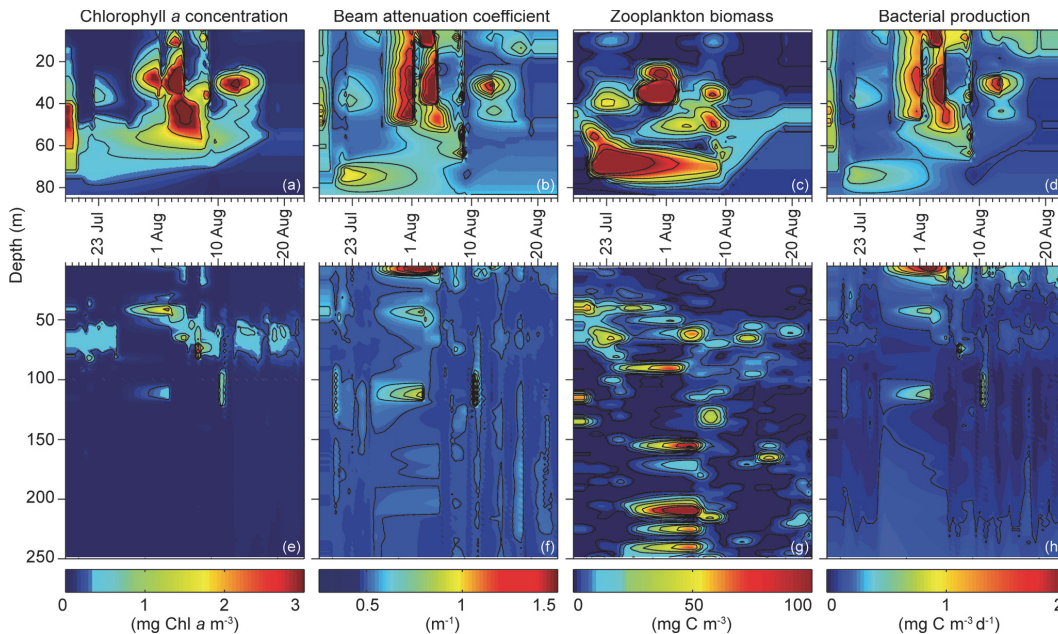 Chlorophyll a concentration
Beam attenuation coefficient
Zooplankton biomass
Bacterial production
20
40
60
80
(a)
(b)
(c)
(d)
23 Jul
1 Aug
10 Aug
20 Aug
23 Jul
1 Aug
10 Aug
20 Aug
23 Jul
1 Aug
10 Aug
20 Aug
23 Jul
1 Aug
10 Aug
20 Aug
Depth (m)
50
100
150
200
250
(e)
(f)
(g)
(h)
0 1 2 3
0.5 1 1.5
0 50 100
0 1 2
(mg Chl a m⁻³)
(m⁻¹)
(mg C m⁻³)
(mg C m⁻³ d⁻¹)